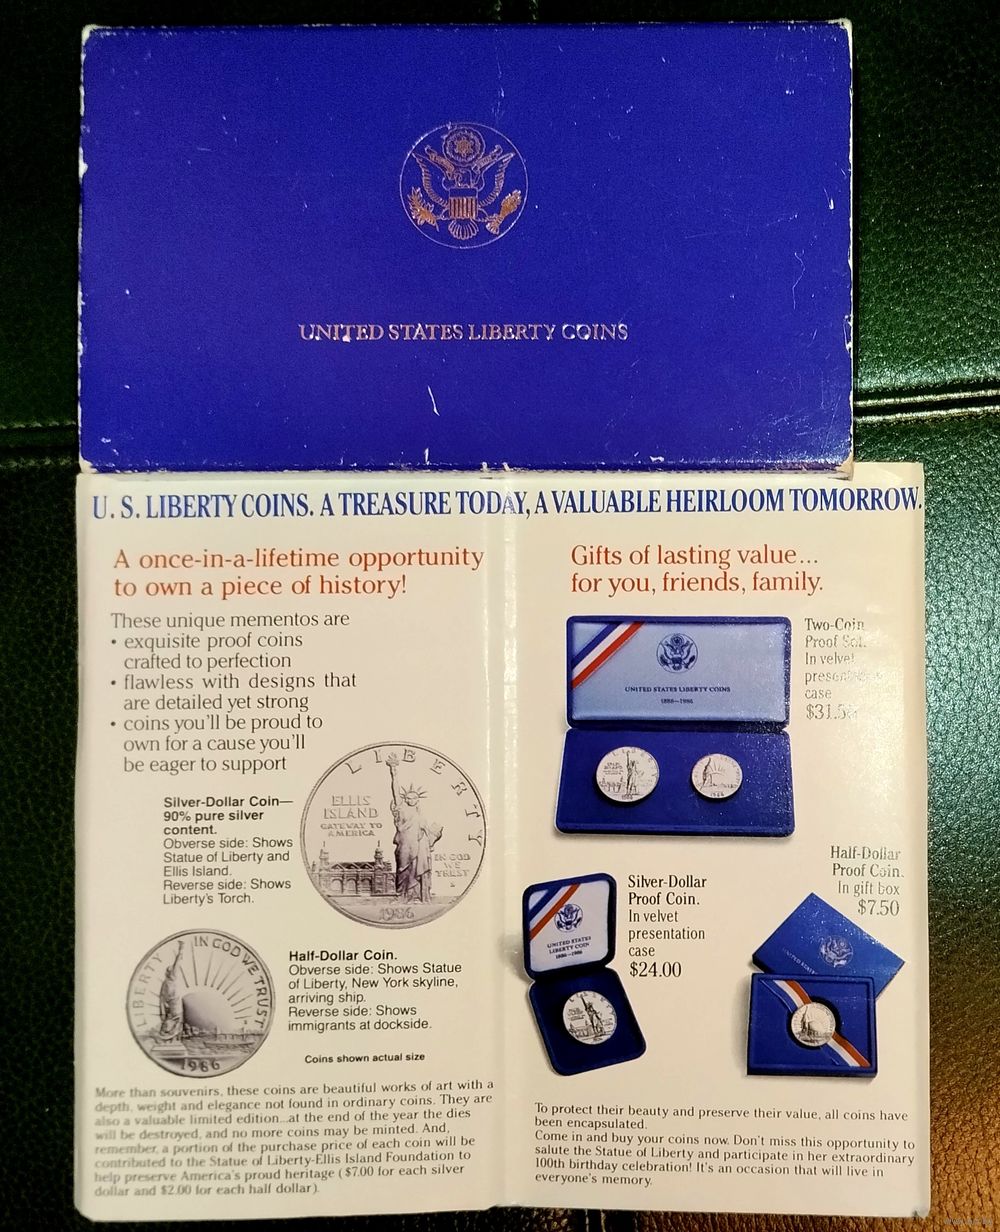 UNITED STATES LIBERTY COINS
U. S. LIBERTY COINS. A TREASURE TODAY, A VALUABLE HEIRLOOM TOMORROW.
A once-in-a-lifetime opportunity
to own a piece of history!
These unique mementos are
• exquisite proof coins
crafted to perfection
• flawless with designs that
are detailed yet strong
• coins you'll be proud to
own for a cause you'll
be eager to support
Silver-Dollar Coin—
90% pure silver
content.
Obverse side: Shows
Statue of Liberty and
Ellis Island.
Reverse side: Shows
Liberty's Torch.
LIBERTY
ELLIS
ISLAND
GATEWAY TO
AMERICA
IN GOD
WE
TRUST
S
1986
LIBERTY
IN GOD WE TRUST
1986
Half-Dollar Coin.
Obverse side: Shows Statue
of Liberty, New York skyline,
arriving ship.
Reverse side: Shows
immigrants at dockside.
Coins shown actual size
More than souvenirs, these coins are beautiful works of art with a
depth, weight and elegance not found in ordinary coins. They are
also a valuable limited edition...at the end of the year the dies
will be destroyed, and no more coins may be minted. And,
remember, a portion of the purchase price of each coin will be
contributed to the Statue of Liberty-Ellis Island Foundation to
help preserve America's proud heritage ($7.00 for each silver
dollar and $2.00 for each half dollar).
Gifts of lasting value...
for you, friends, family.
UNITED STATES LIBERTY COINS
1886–1986
Two-Coin
Proof Set.
In velvet
case
Silver-Dollar
Proof Coin.
In velvet
presentation
case
$24.00
UNITED STATES
LIBERTY COIN
1886–1986
Half-Dollar
Proof Coin.
In gift box
$7.50
To protect their beauty and preserve their value, all coins have
been encapsulated.
Come in and buy your coins now. Don't miss this opportunity to
salute the Statue of Liberty and participate in her extraordinary
100th birthday celebration! It's an occasion that will live in
everyone's memory.